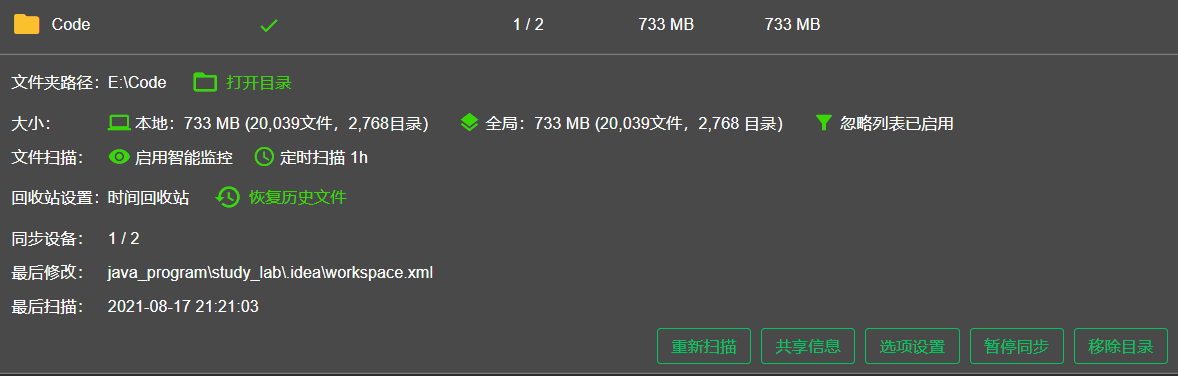 Code 1 / 2 733 MB 733 MB
文件夹路径：E:\Code 打开目录
大小： 本地：733 MB (20,039文件，2,768目录) 全局：733 MB (20,039文件，2,768 目录) 忽略列表已启用
文件扫描： 启用智能监控 定时扫描 1h
回收站设置：时间回收站 恢复历史文件
同步设备： 1 / 2
最后修改： java_program\study_lab\.idea\workspace.xml
最后扫描： 2021-08-17 21:21:03
重新扫描 共享信息 选项设置 暂停同步 移除目录